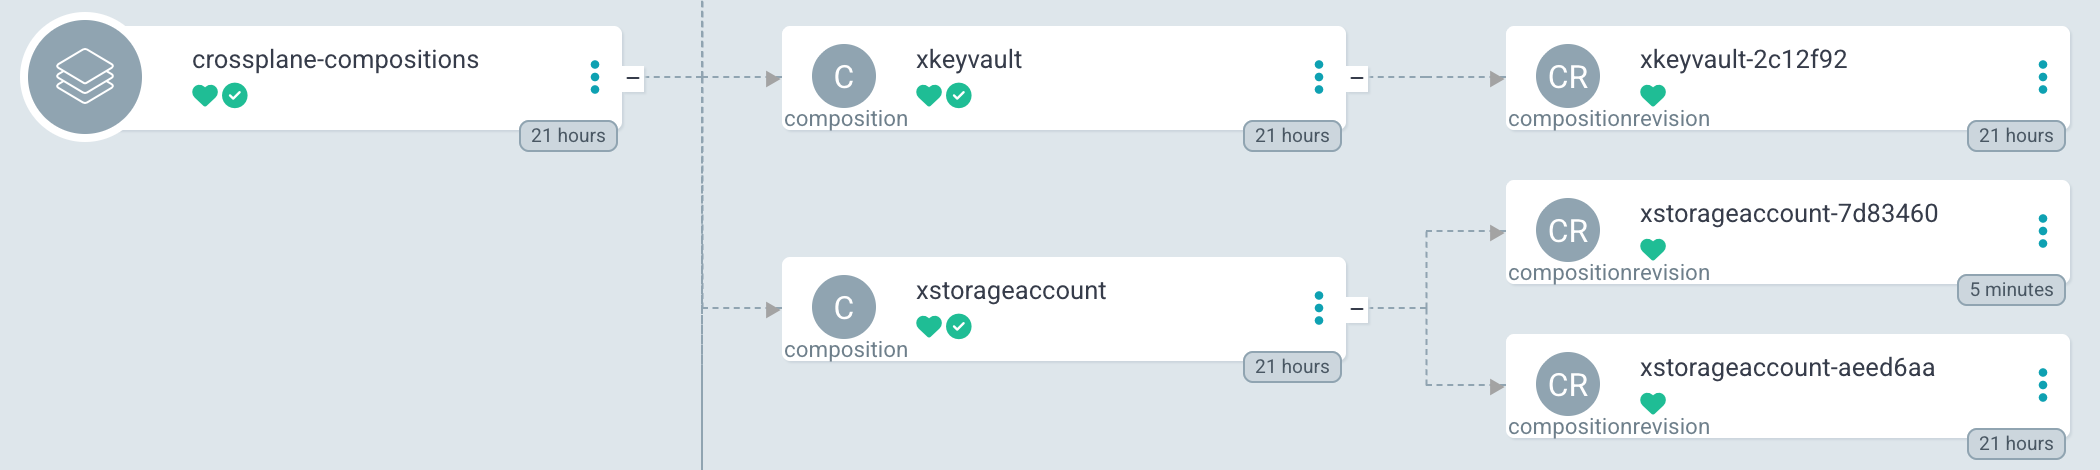 crossplane-compositions
21 hours
C
xkeyvault
composition
21 hours
CR
xkeyvault-2c12f92
compositionrevision
21 hours
C
xstorageaccount
composition
21 hours
CR
xstorageaccount-7d83460
compositionrevision
5 minutes
CR
xstorageaccount-aeed6aa
compositionrevision
21 hours